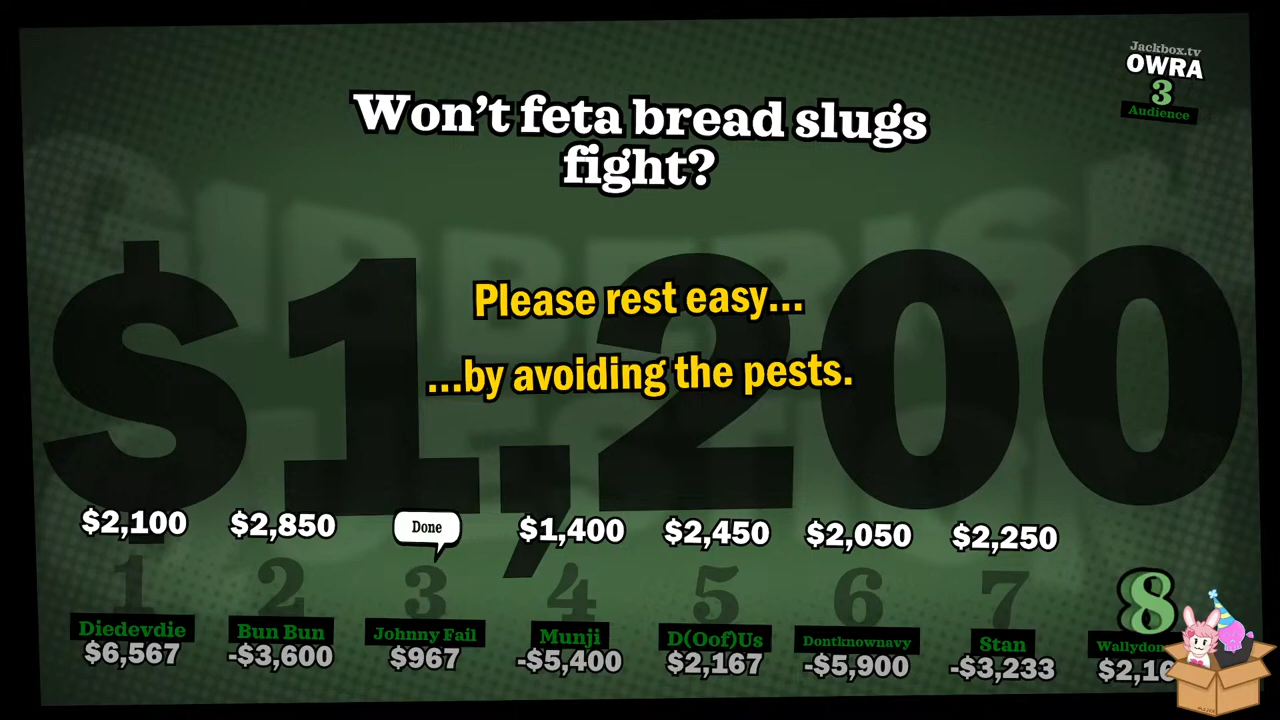 Jackbox.tv
OWRA
3
Audience
Won't feta bread slugs
fight?
$1,200
Please rest easy...
...by avoiding the pests.
$2,100 $2,850 Done $1,400 $2,450 $2,050 $2,250
1 2 3 4 5 6 7 8
Diedevdie Bun Bun Johnny Fail Munji D(Oof)Us Dontknownavy Stan
$6,567 -$3,600 $967 -$5,400 $2,167 -$5,900 -$3,233